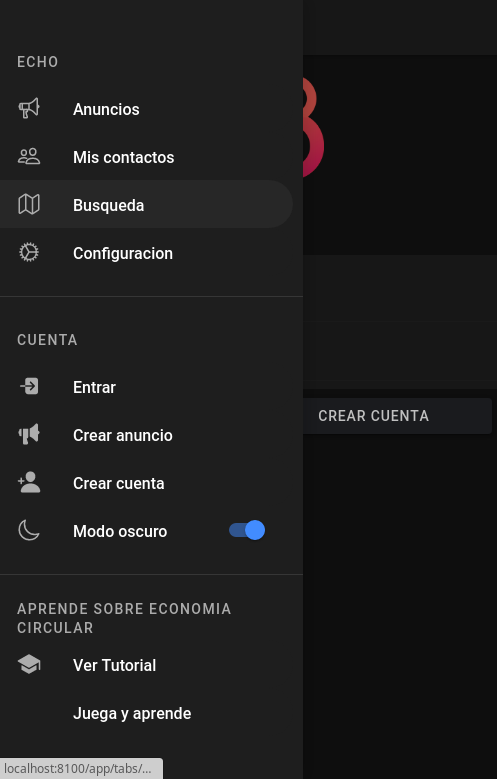 ECHO
Anuncios
Mis contactos
Busqueda
Configuracion
CUENTA
Entrar
CREAR CUENTA
Crear anuncio
Crear cuenta
Modo oscuro
APRENDE SOBRE ECONOMIA
CIRCULAR
Ver Tutorial
Juega y aprende
localhost:8100/app/tabs/...